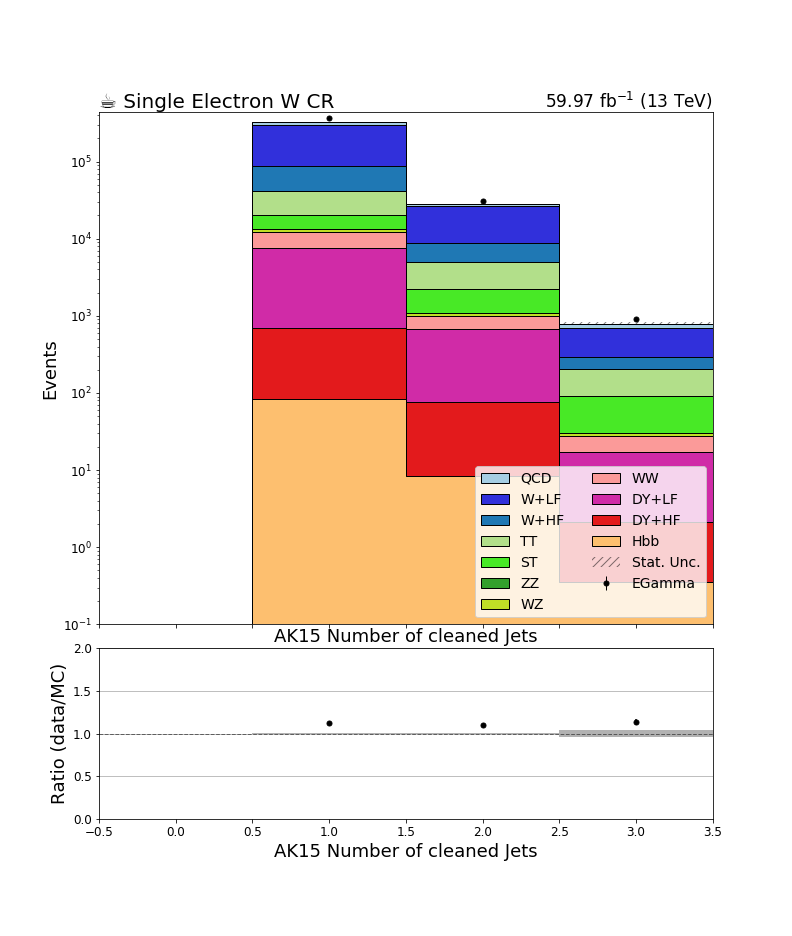 ☕ Single Electron W CR
59.97 fb⁻¹ (13 TeV)
Events
10⁵
10⁴
10³
10²
10¹
10⁰
10⁻¹
QCD
W+LF
W+HF
TT
ST
ZZ
WZ
WW
DY+LF
DY+HF
Hbb
Stat. Unc.
EGamma
AK15 Number of cleaned Jets
Ratio (data/MC)
2.0
1.5
1.0
0.5
0.0
−0.5 0.0 0.5 1.0 1.5 2.0 2.5 3.0 3.5
AK15 Number of cleaned Jets